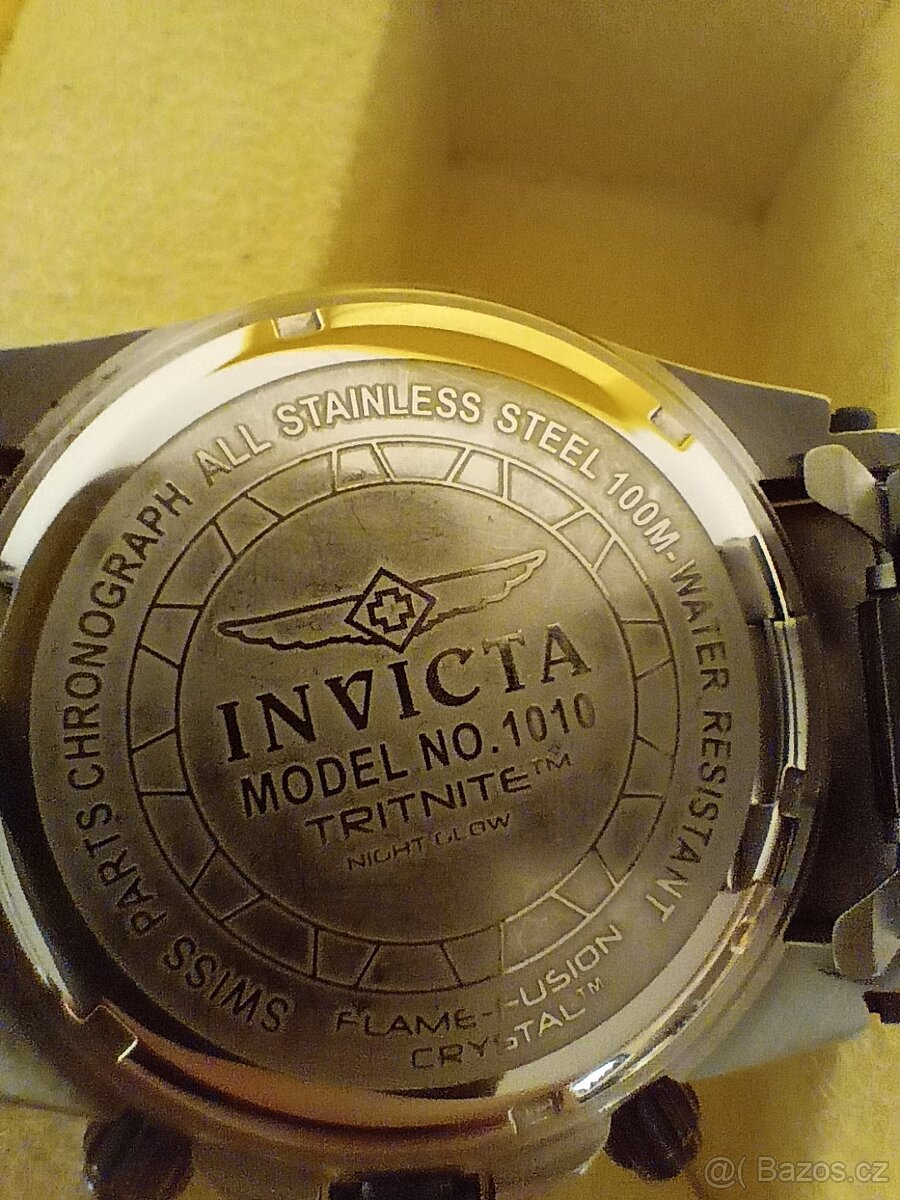 SWISS PARTS CHRONOGRAPH ALL STAINLESS STEEL 100M-WATER RESISTANT
INVICTA
MODEL NO.1010
TRITNITE™
NIGHT GLOW
FLAME-FUSION
CRYSTAL™
@( Bazos.cz